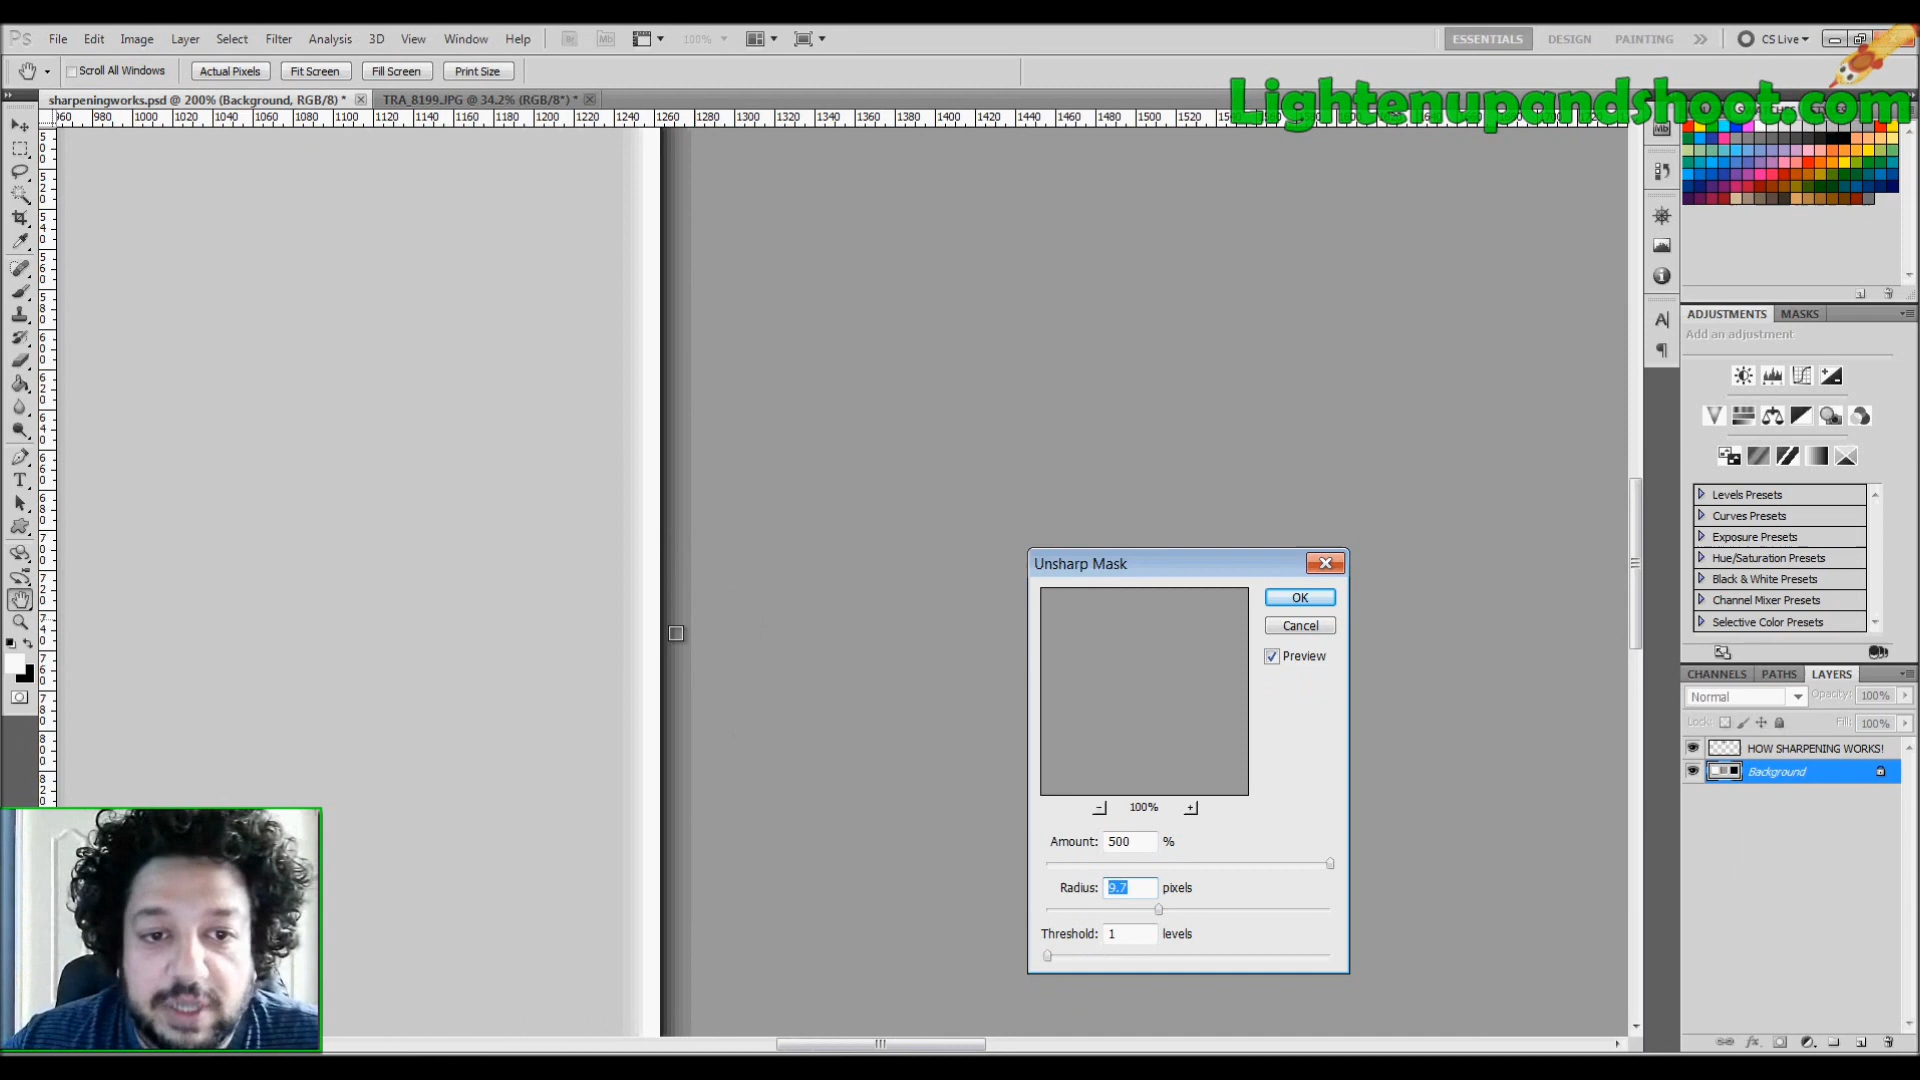 Ps File Edit Image Layer Select Filter Analysis 3D View Window Help Br Mb 100% ESSENTIALS DESIGN PAINTING CS Live
Scroll All Windows Actual Pixels Fit Screen Fill Screen Print Size
Lightenupandshoot.com
sharpeningworks.psd @ 200% (Background, RGB/8) * TRA_8199.JPG @ 34.2% (RGB/8*) *
960 980 1000 1020 1040 1060 1080 1100 1120 1140 1160 1180 1200 1220 1240 1260 1280 1300 1320 1340 1360 1380 1400 1420 1440 1460 1480 1500 1520
ADJUSTMENTS MASKS
Add an adjustment
Levels Presets
Curves Presets
Exposure Presets
Hue/Saturation Presets
Black & White Presets
Channel Mixer Presets
Selective Color Presets
Unsharp Mask
OK
Cancel
Preview
100%
Amount: 500 %
Radius: 9.7 pixels
Threshold: 1 levels
CHANNELS PATHS LAYERS
Normal Opacity: 100%
Lock: Fill: 100%
HOW SHARPENING WORKS!
Background